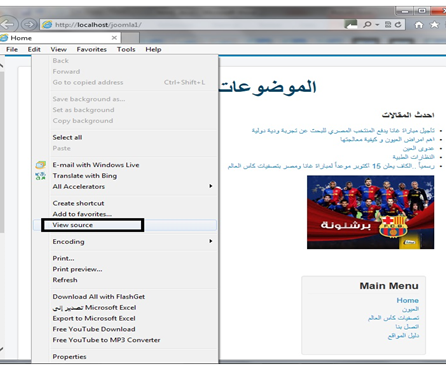 http://localhost/joomla1/
Home
File Edit View Favorites Tools Help
Back
Forward
Go to copied address Ctrl+Shift+L
Save background as...
Set as background
Copy background
Select all
Paste
E-mail with Windows Live
Translate with Bing
All Accelerators
Create shortcut
Add to favorites...
View source
Encoding
Print...
Print preview...
Refresh
Download All with FlashGet
تصدير إلى Microsoft Excel
Export to Microsoft Excel
Free YouTube Download
Free YouTube to MP3 Converter
Properties
الموضوعات
احدث المقالات
تأجيل مباراة غانا يدفع المنتخب المصري للبحث عن تجربة ودية دولية
اهم امراض العيون و كيفية معالجتها
عدوى العين
النظارات الطبية
رسمياً ..الكاف يعلن 15 أكتوبر موعداً لمباراة غانا ومصر بتصفيات كأس العالم
برشلونة
Main Menu
Home
العيون
تصفيات كأس العالم
اتصل بنا
دليل المواقع